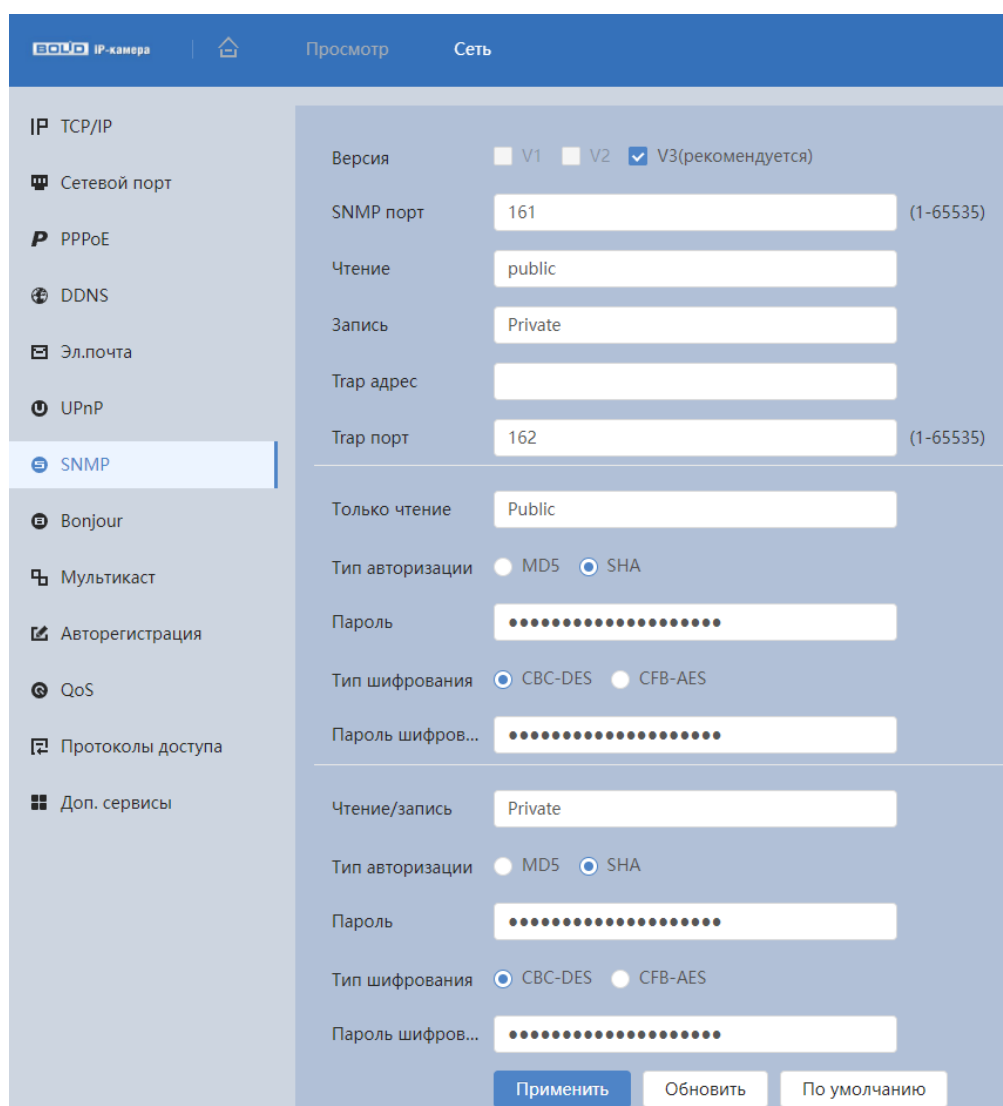 BOLID IP-камера Просмотр Сеть
IP TCP/IP
Сетевой порт
PPPoE
DDNS
Эл.почта
UPnP
SNMP
Bonjour
Мультикаст
Авторегистрация
QoS
Протоколы доступа
Доп. сервисы
Версия V1 V2 V3(рекомендуется)
SNMP порт 161 (1-65535)
Чтение public
Запись Private
Trap адрес
Trap порт 162 (1-65535)
Только чтение Public
Тип авторизации MD5 SHA
Пароль ••••••••••••••••••••
Тип шифрования CBC-DES CFB-AES
Пароль шифров... ••••••••••••••••••••
Чтение/запись Private
Тип авторизации MD5 SHA
Пароль ••••••••••••••••••••
Тип шифрования CBC-DES CFB-AES
Пароль шифров... ••••••••••••••••••••
Применить Обновить По умолчанию